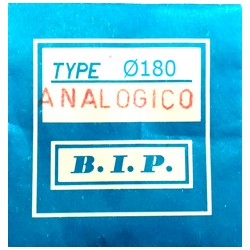 TYPE Ø180
ANALOGICO
B.I.P.